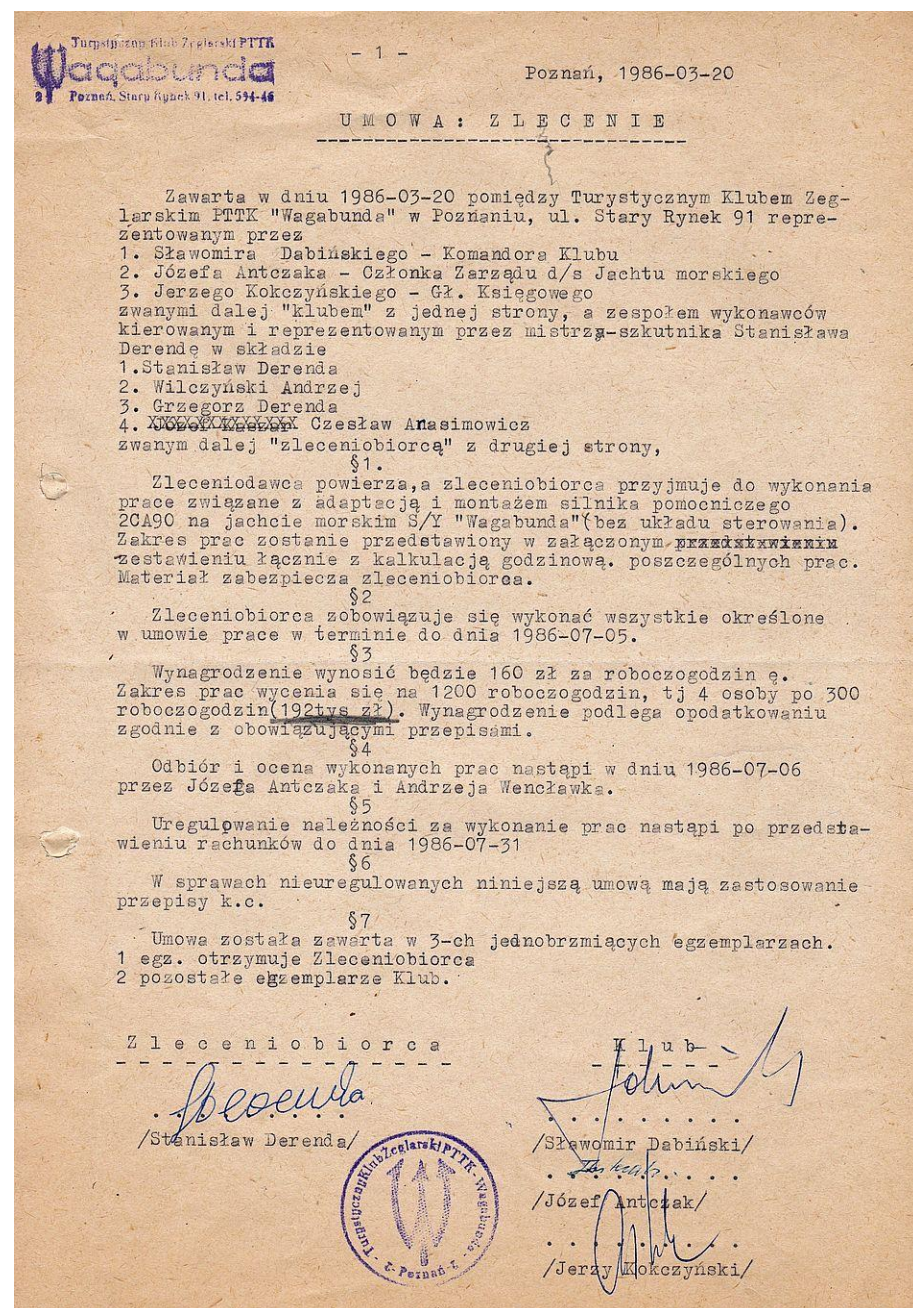 Turystyczny Klub Żeglarski PTTK
Wagabunda
Poznań, Stary Rynek 91, tel. 594-46
- 1 -
Poznań, 1986-03-20
UMOWA: ZLECENIE
Zawarta w dniu 1986-03-20 pomiędzy Turystycznym Klubem Żeg-
larskim PTTK "Wagabunda" w Poznaniu, ul. Stary Rynek 91 repre-
zentowanym przez
1. Sławomira Dabińskiego - Komandora Klubu
2. Józefa Antczaka - Członka Zarządu d/s Jachtu morskiego
3. Jerzego Kokczyńskiego - Gł. Księgowego
zwanymi dalej "klubem" z jednej strony, a zespołem wykonawców
kierowanym i reprezentowanym przez mistrza-szkutnika Stanisława
Derendę w składzie
1.Stanisław Derenda
2. Wilczyński Andrzej
3. Grzegorz Derenda
4. Czesław Anasimowicz
zwanym dalej "zleceniobiorcą" z drugiej strony,
§1.
Zleceniodawca powierza,a zleceniobiorca przyjmuje do wykonania
prace związane z adaptacją i montażem silnika pomocniczego
2CA90 na jachcie morskim S/Y "Wagabunda"(bez układu sterowania).
Zakres prac zostanie przedstawiony w załączonym
zestawieniu łącznie z kalkulacją godzinową. poszczególnych prac.
Materiał zabezpiecza zleceniobiorca.
§2
Zleceniobiorca zobowiązuje się wykonać wszystkie określone
w umowie prace w terminie do dnia 1986-07-05.
§3
Wynagrodzenie wynosić będzie 160 zł za roboczogodzin ę.
Zakres prac wycenia się na 1200 roboczogodzin, tj 4 osoby po 300
roboczogodzin(192tys zł). Wynagrodzenie podlega opodatkowaniu
zgodnie z obowiązującymi przepisami.
§4
Odbiór i ocena wykonanych prac nastąpi w dniu 1986-07-06
przez Józefa Antczaka i Andrzeja Wencławka.
§5
Uregulowanie należności za wykonanie prac nastąpi po przedsta-
wieniu rachunków do dnia 1986-07-31
§6
W sprawach nieuregulowanych niniejszą umową mają zastosowanie
przepisy k.c.
§7
Umowa została zawarta w 3-ch jednobrzmiących egzemplarzach.
1 egz. otrzymuje Zleceniobiorca
2 pozostałe egzemplarze Klub.
Zleceniobiorca
Klub
/Stanisław Derenda/
/Sławomir Dabiński/
/Józef Antczak/
/Jerzy Kokczyński/
Turystyczny Klub Żeglarski PTTK - Wagabunda - Poznań